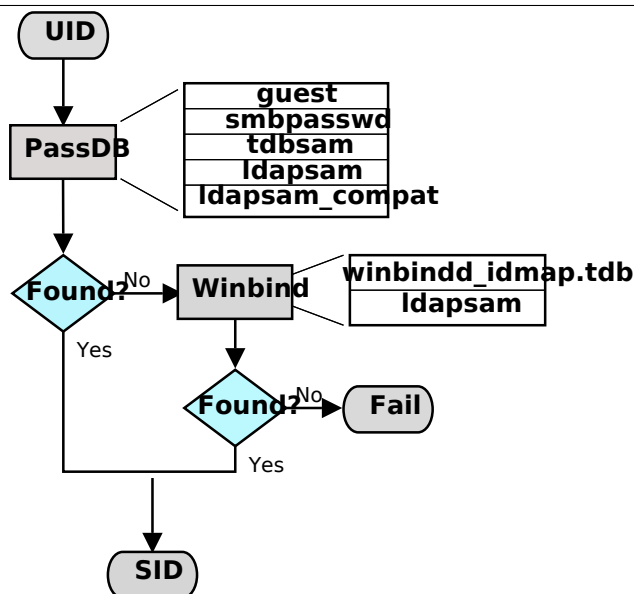 UID
guest
smbpasswd
PassDB
tdbsam
ldapsam
ldapsam_compat
winbindd_idmap.tdb
Found?
No
Winbind
ldapsam
Yes
Found?
No
Fail
Yes
SID